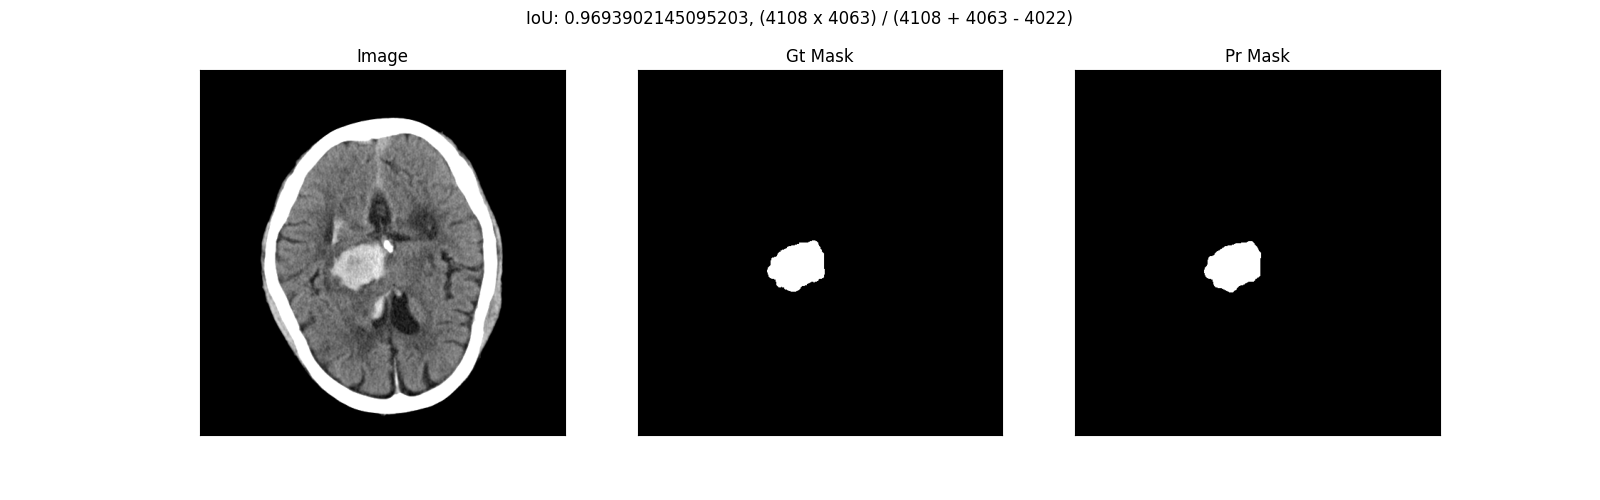 IoU: 0.9693902145095203, (4108 x 4063) / (4108 + 4063 - 4022)
Image
Gt Mask
Pr Mask